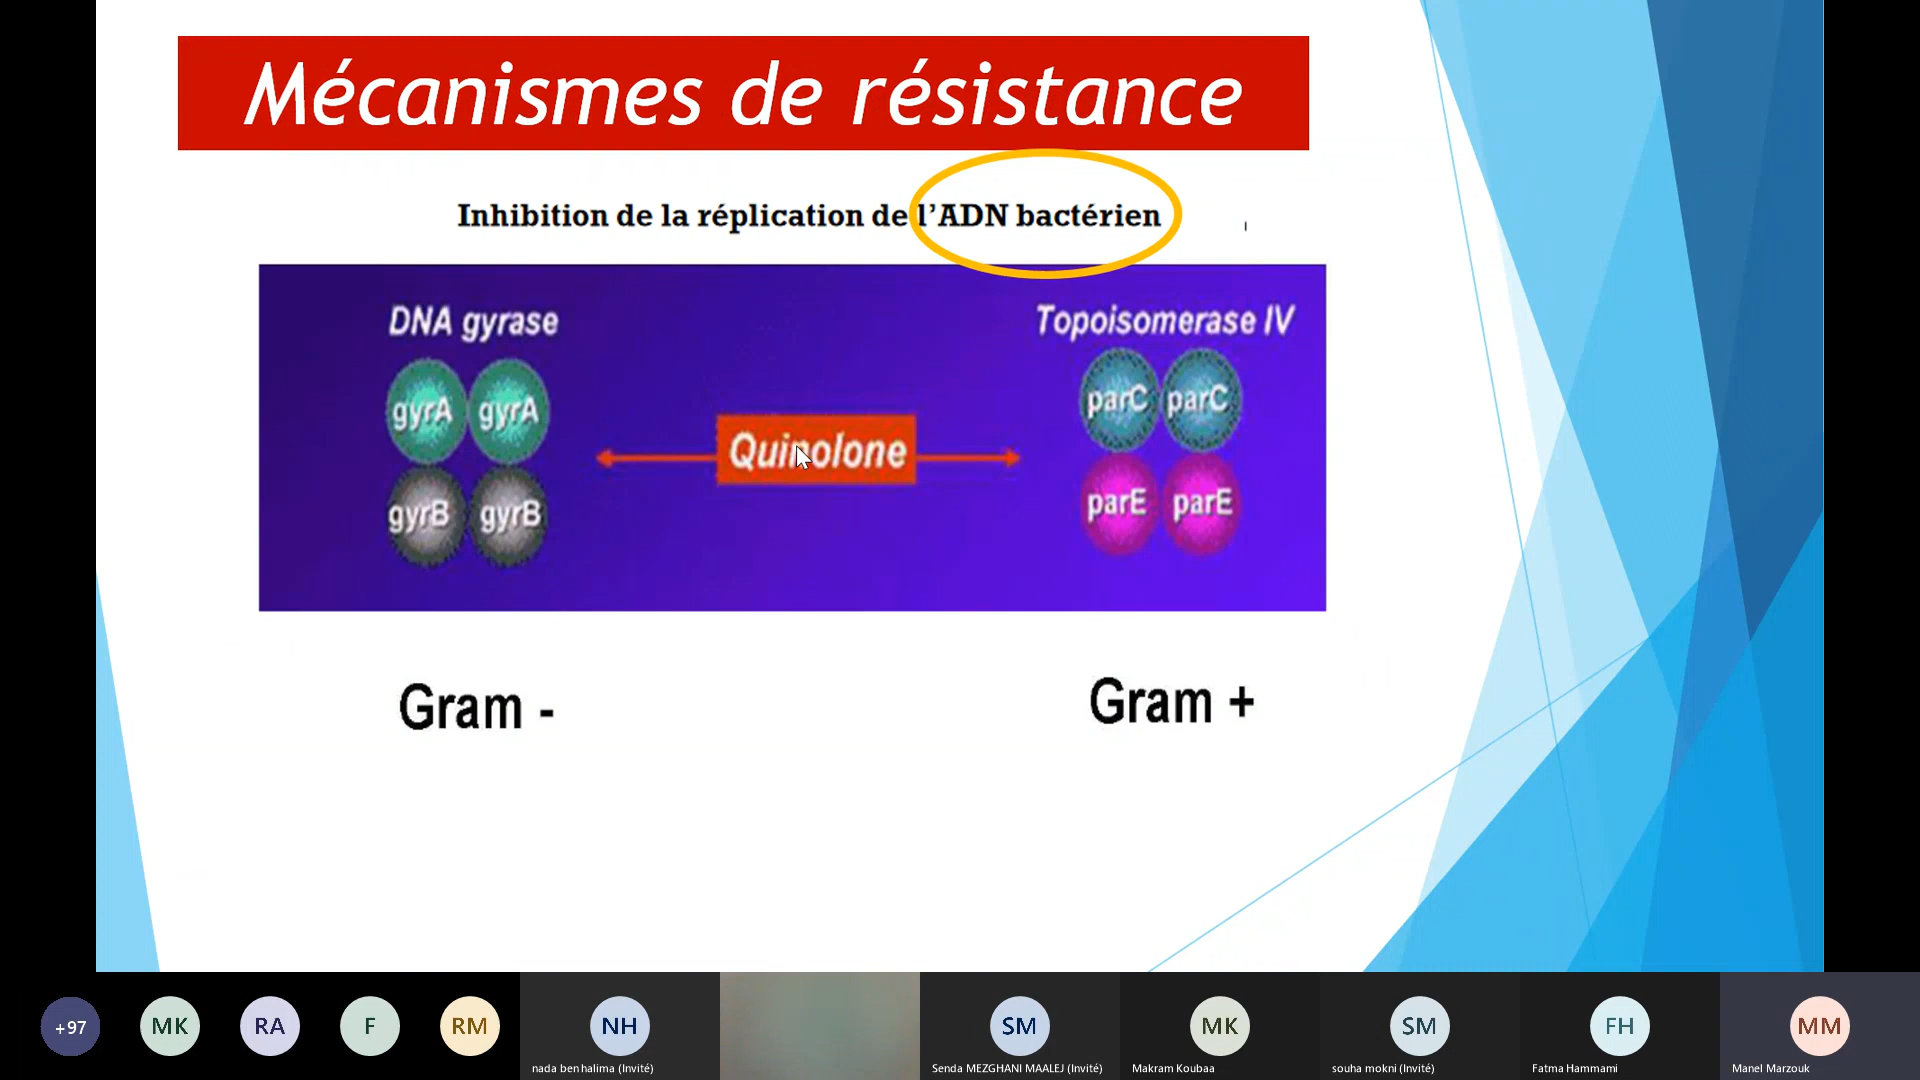 Mécanismes de résistance
Inhibition de la réplication de l'ADN bactérien
DNA gyrase
Topoisomerase IV
gyrA gyrA
parC parC
Quinolone
gyrB gyrB
parE parE
Gram -
Gram +
+97
MK
RA
F
RM
NH
SM
MK
SM
FH
MM
nada ben halima (Invité)
Senda MEZGHANI MAALEJ (Invité)
Makram Koubaa
souha mokni (Invité)
Fatma Hammami
Manel Marzouk